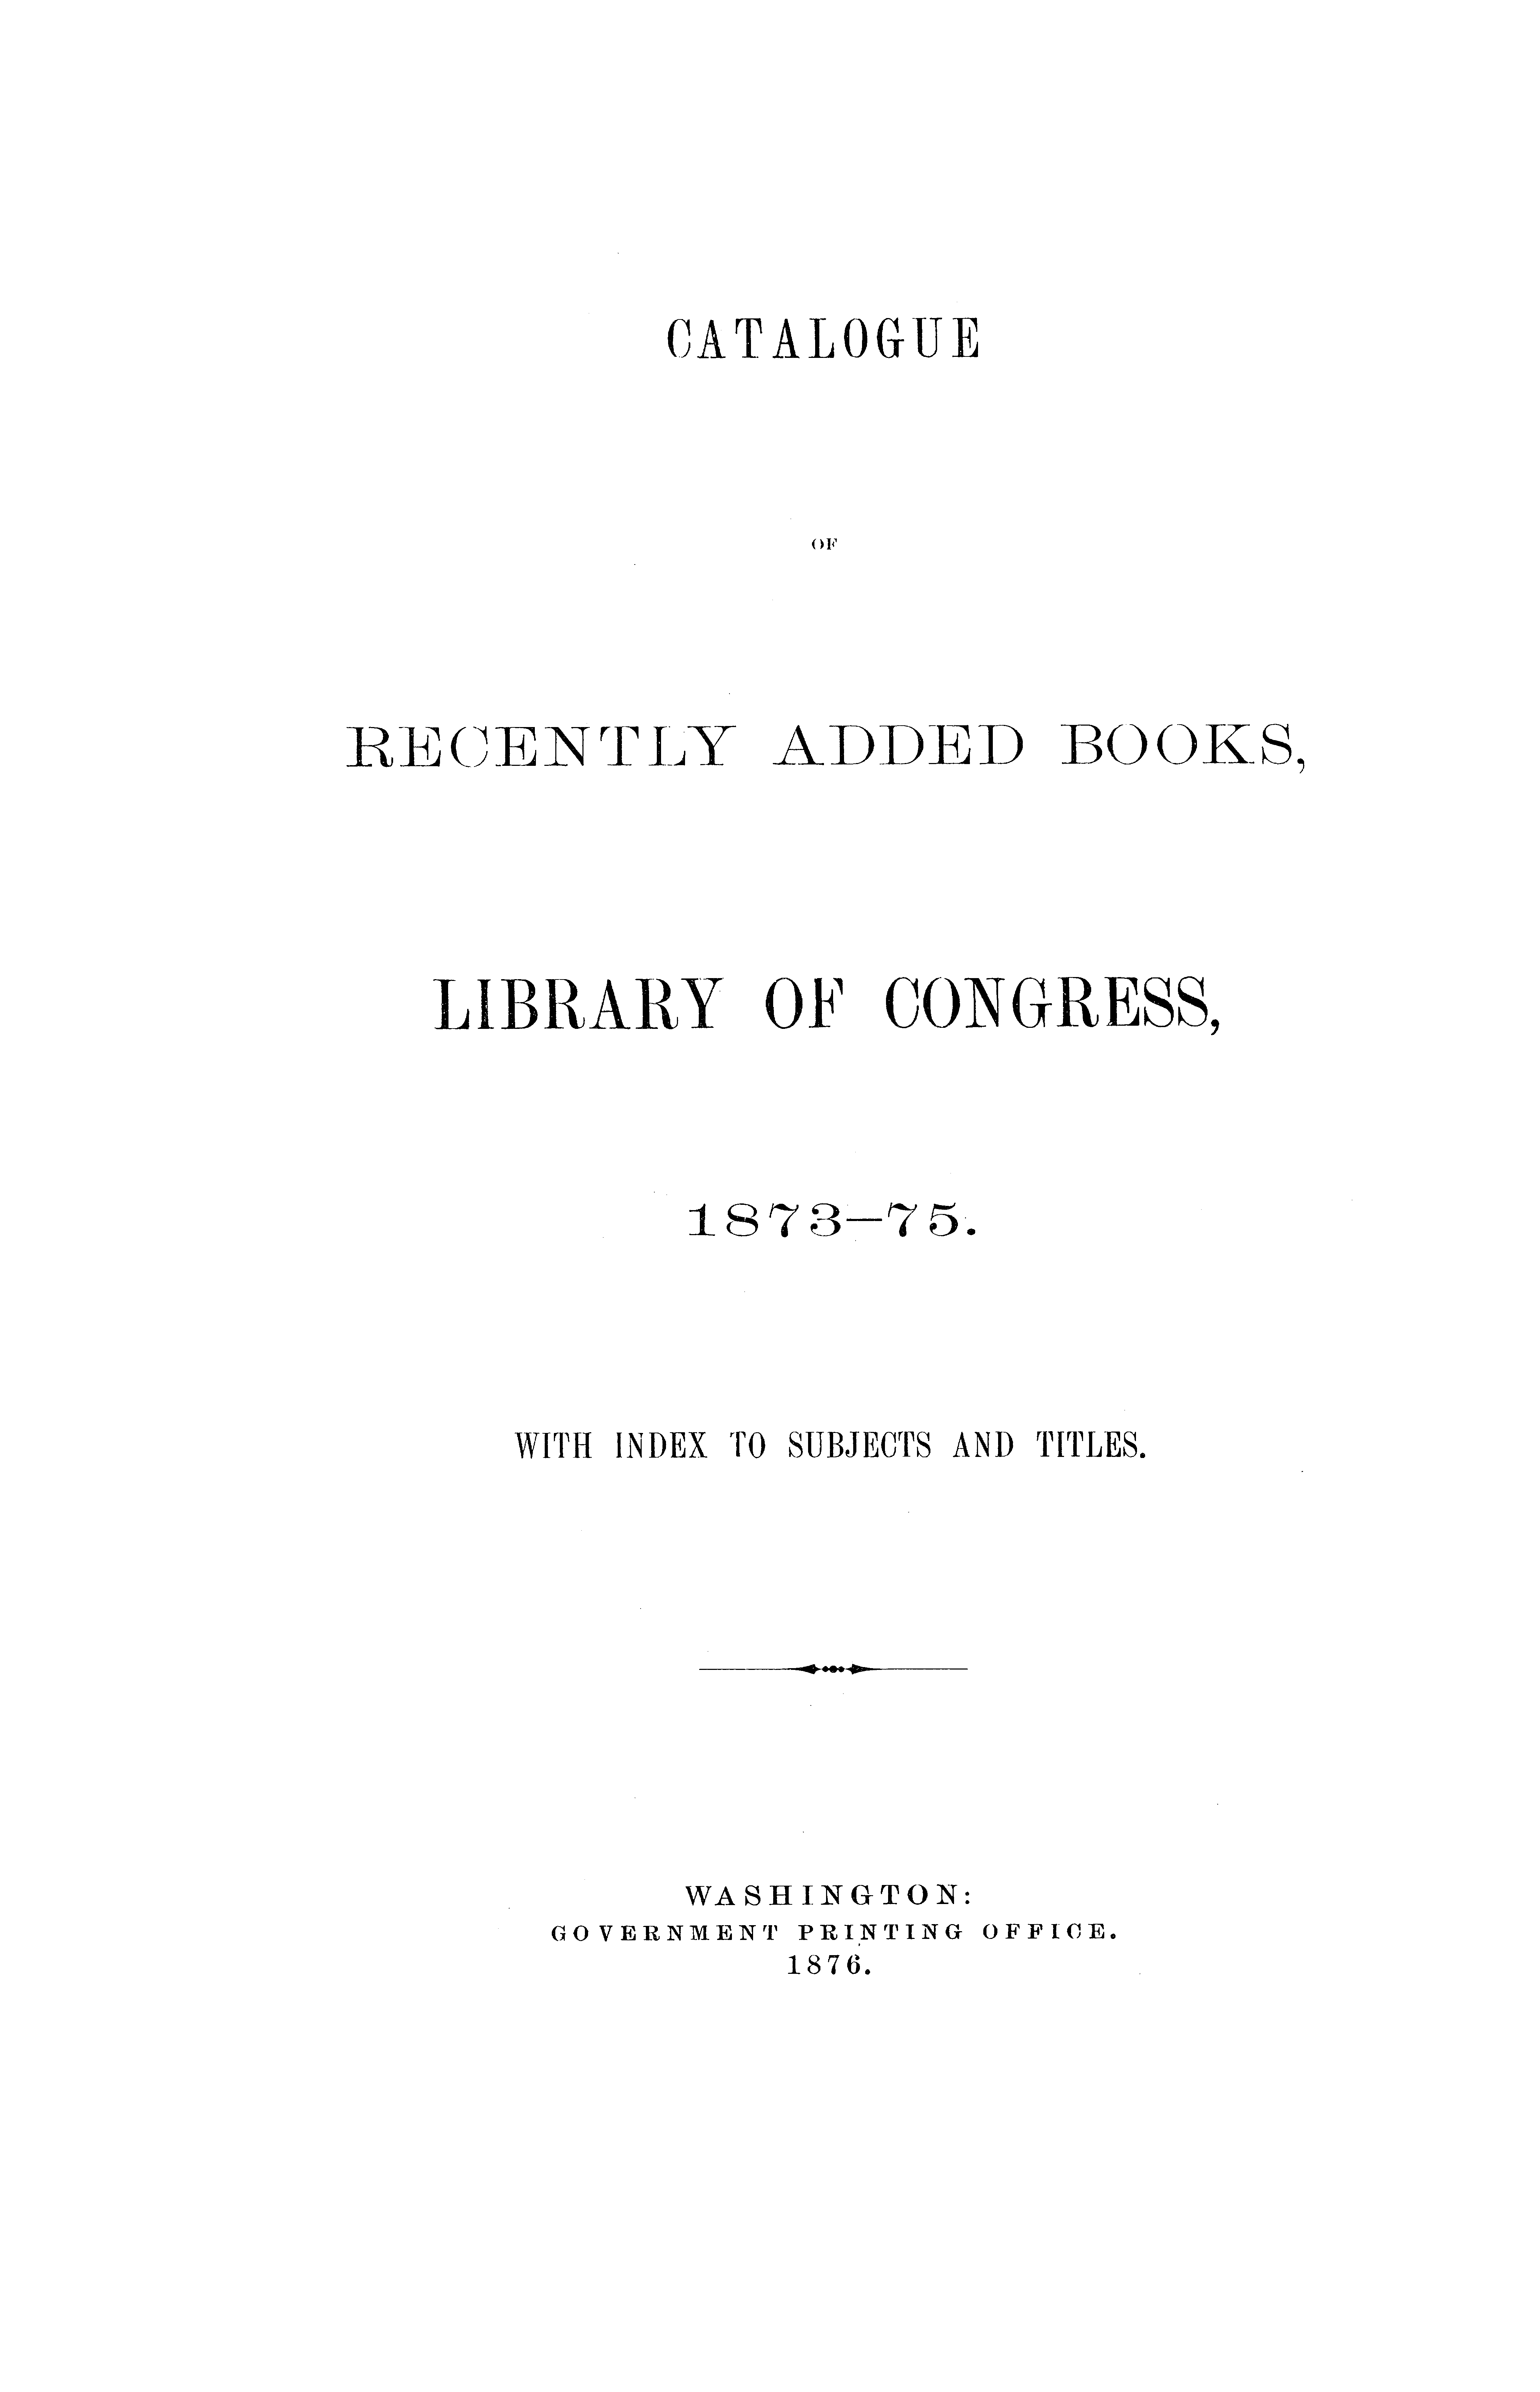 CATALOGUE
OF
RECENTLY ADDED BOOKS,
LIBRARY OF CONGRESS,
1873–75.
WITH INDEX TO SUBJECTS AND TITLES.
WASHINGTON:
GOVERNMENT PRINTING OFFICE.
1876.